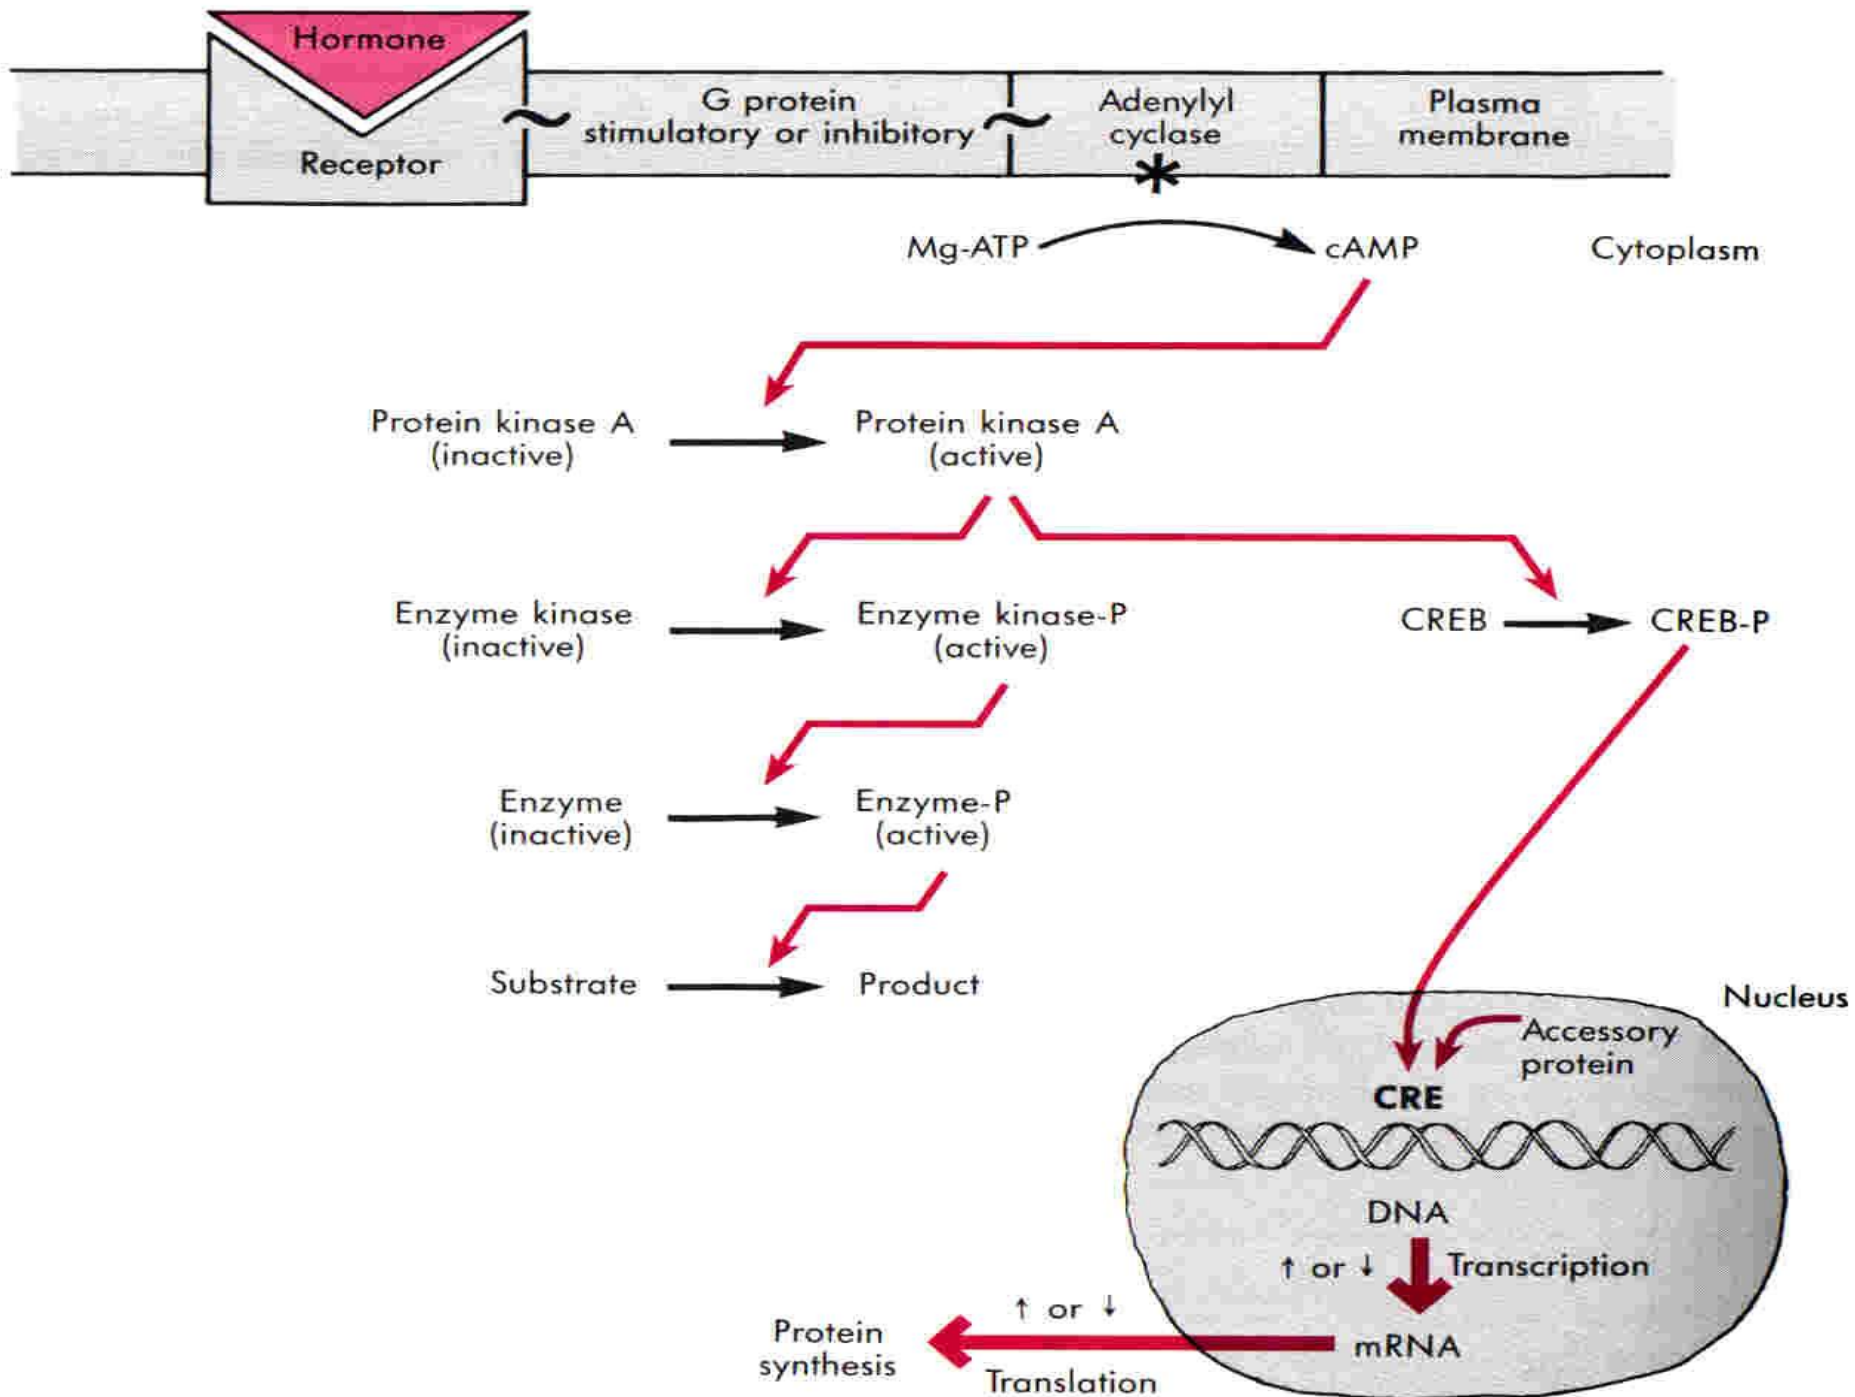 Hormone
Receptor
G protein
stimulatory or inhibitory
Adenylyl
cyclase
*
Plasma
membrane
Mg-ATP
cAMP
Cytoplasm
Protein kinase A
(inactive)
Protein kinase A
(active)
Enzyme kinase
(inactive)
Enzyme kinase-P
(active)
CREB
CREB-P
Enzyme
(inactive)
Enzyme-P
(active)
Substrate
Product
Nucleus
Accessory
protein
CRE
DNA
↑ or ↓
Transcription
mRNA
↑ or ↓
Translation
Protein
synthesis